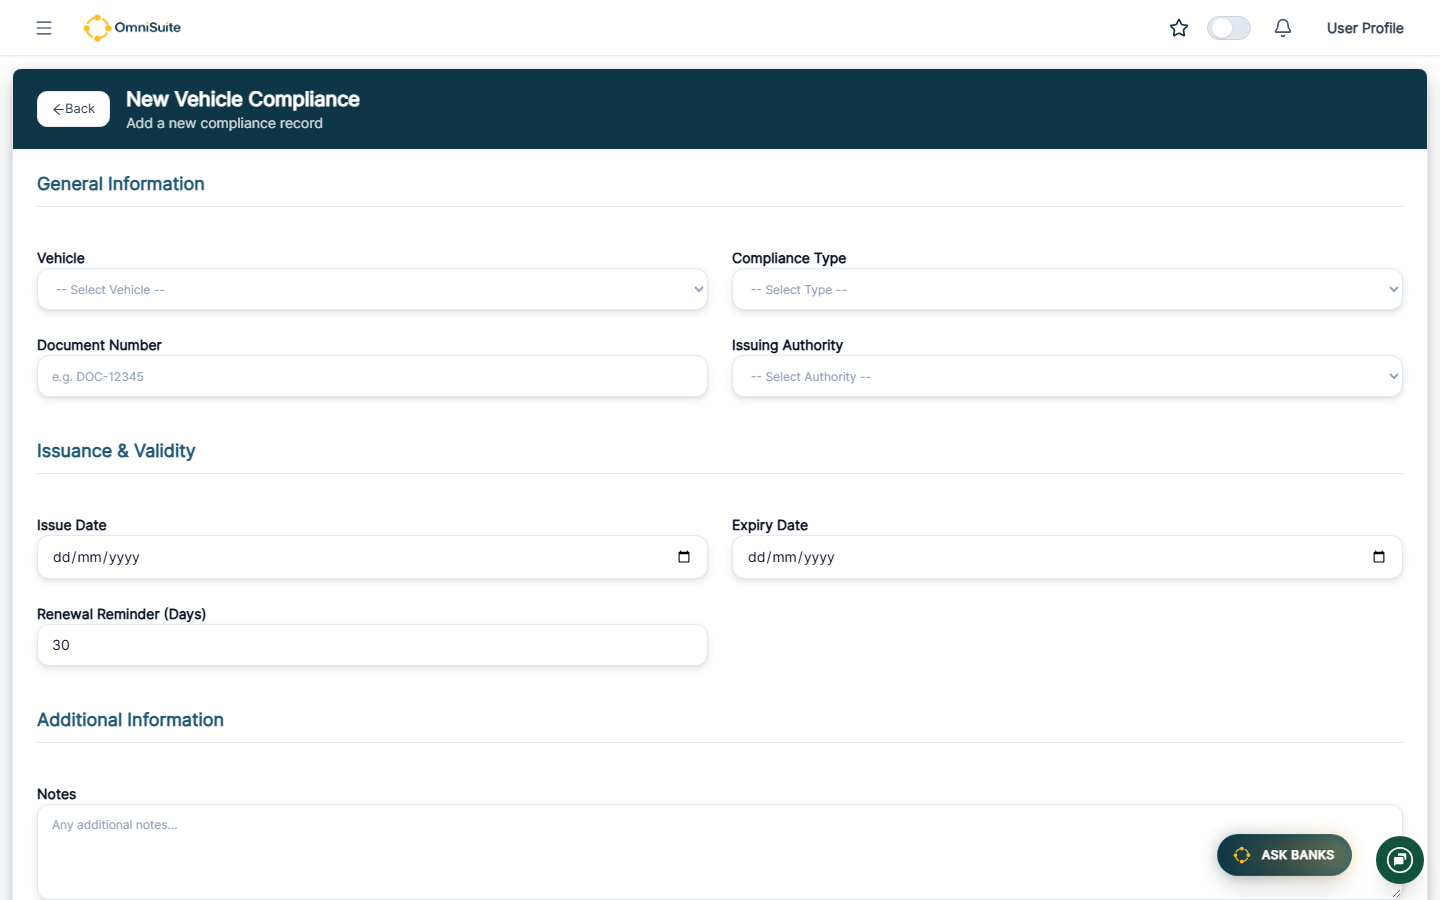 OmniSuite
User Profile
Back
New Vehicle Compliance
Add a new compliance record
General Information
Vehicle
Compliance Type
-- Select Vehicle --
-- Select Type --
Document Number
Issuing Authority
e.g. DOC-12345
-- Select Authority --
Issuance & Validity
Issue Date
Expiry Date
dd/mm/yyyy
dd/mm/yyyy
Renewal Reminder (Days)
30
Additional Information
Notes
Any additional notes...
ASK BANKS